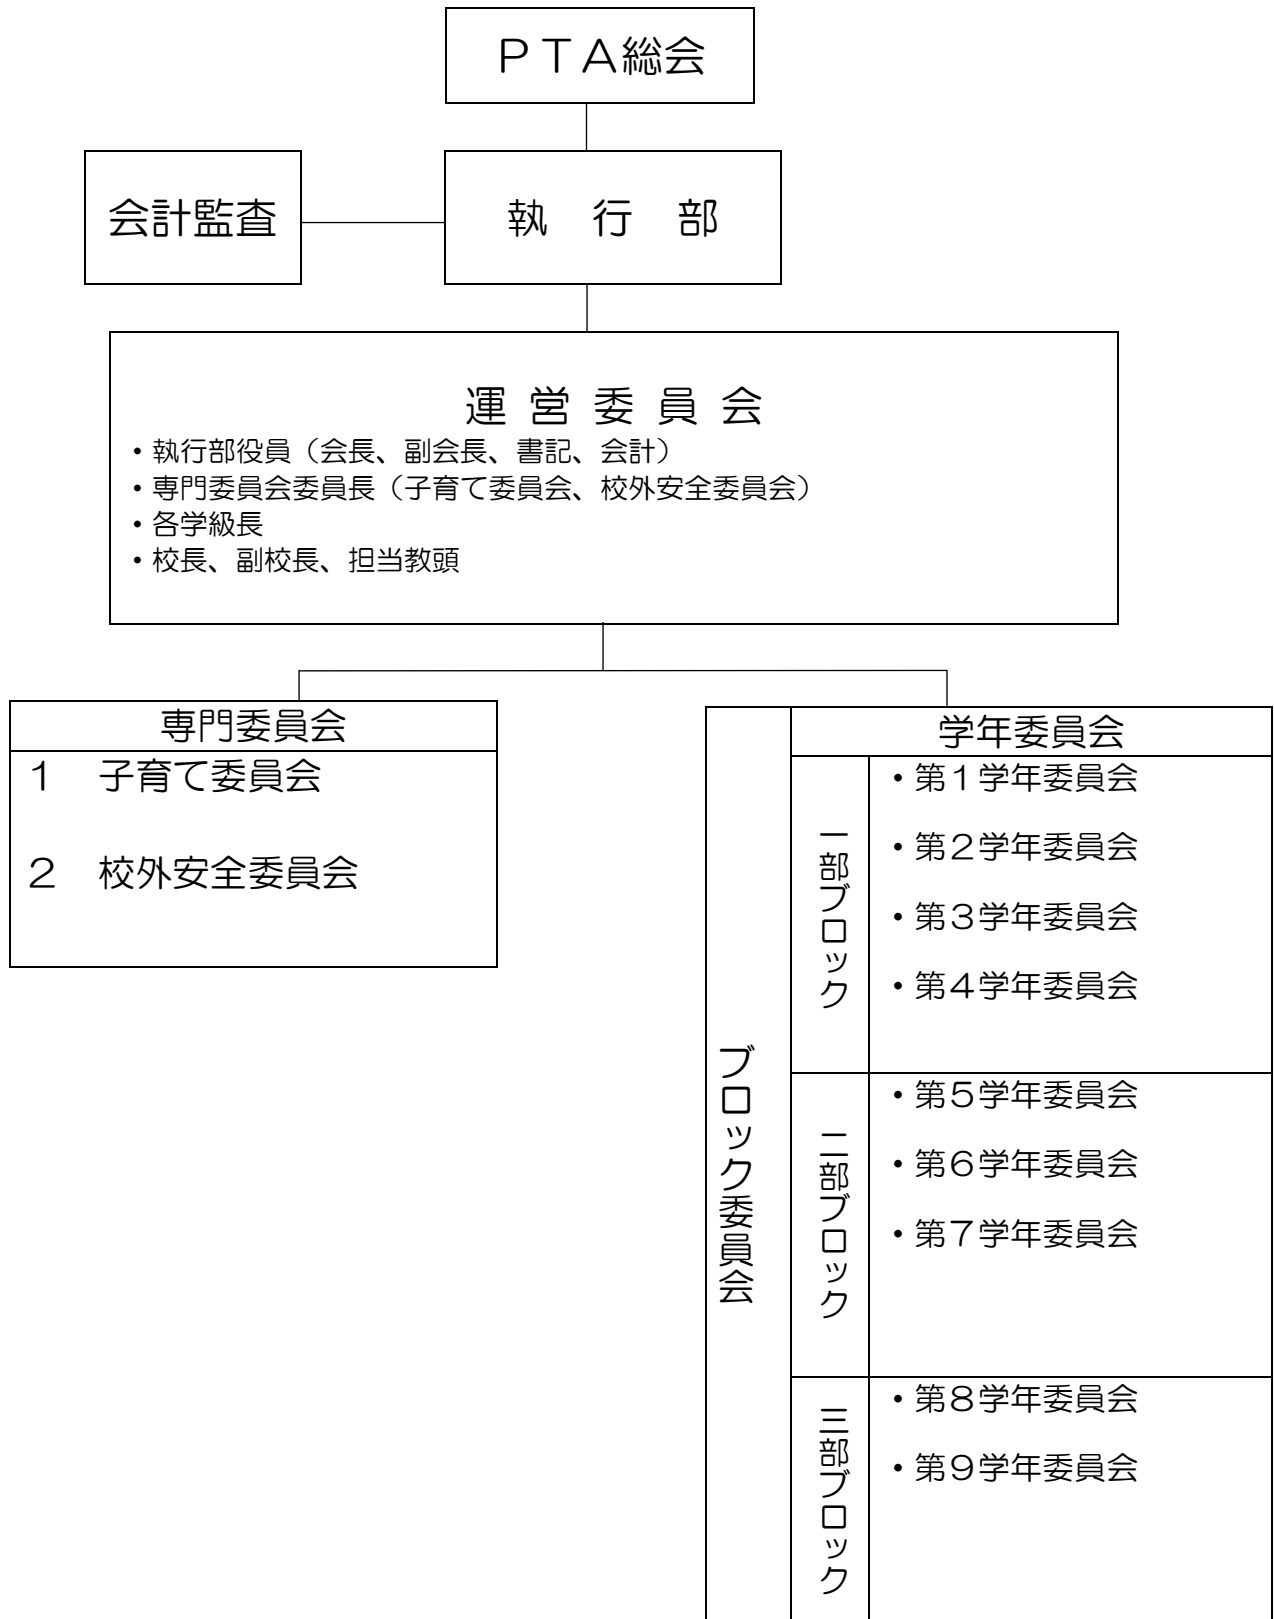 ＰＴＡ総会
会計監査
執　行　部
運 営 委 員 会
・執行部役員（会長、副会長、書記、会計）
・専門委員会委員長（子育て委員会、校外安全委員会）
・各学級長
・校長、副校長、担当教頭
専門委員会
１　子育て委員会
２　校外安全委員会
ブロック委員会
学年委員会
一部ブロック
・第１学年委員会
・第２学年委員会
・第３学年委員会
・第４学年委員会
二部ブロック
・第５学年委員会
・第６学年委員会
・第７学年委員会
三部ブロック
・第８学年委員会
・第９学年委員会